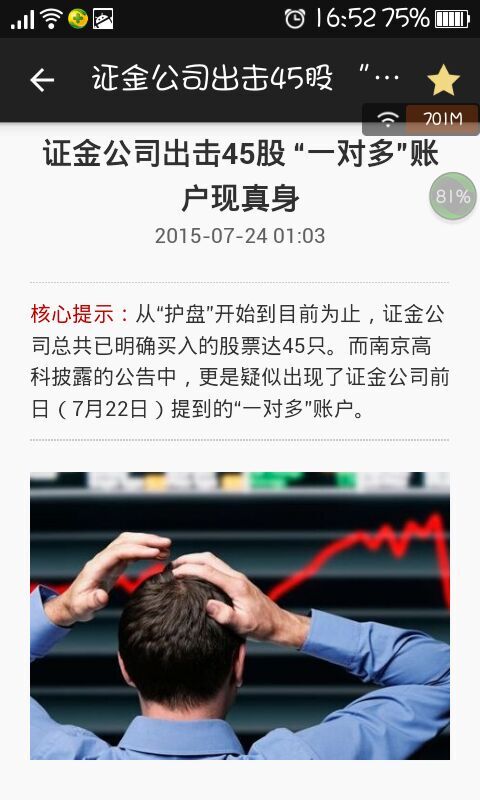 16:52 75%
证金公司出击45股 “…
701M
证金公司出击45股 “一对多”账
户现真身
81%
2015-07-24 01:03
核心提示：从“护盘”开始到目前为止，证金公
司总共已明确买入的股票达45只。而南京高
科披露的公告中，更是疑似出现了证金公司前
日（7月22日）提到的“一对多”账户。